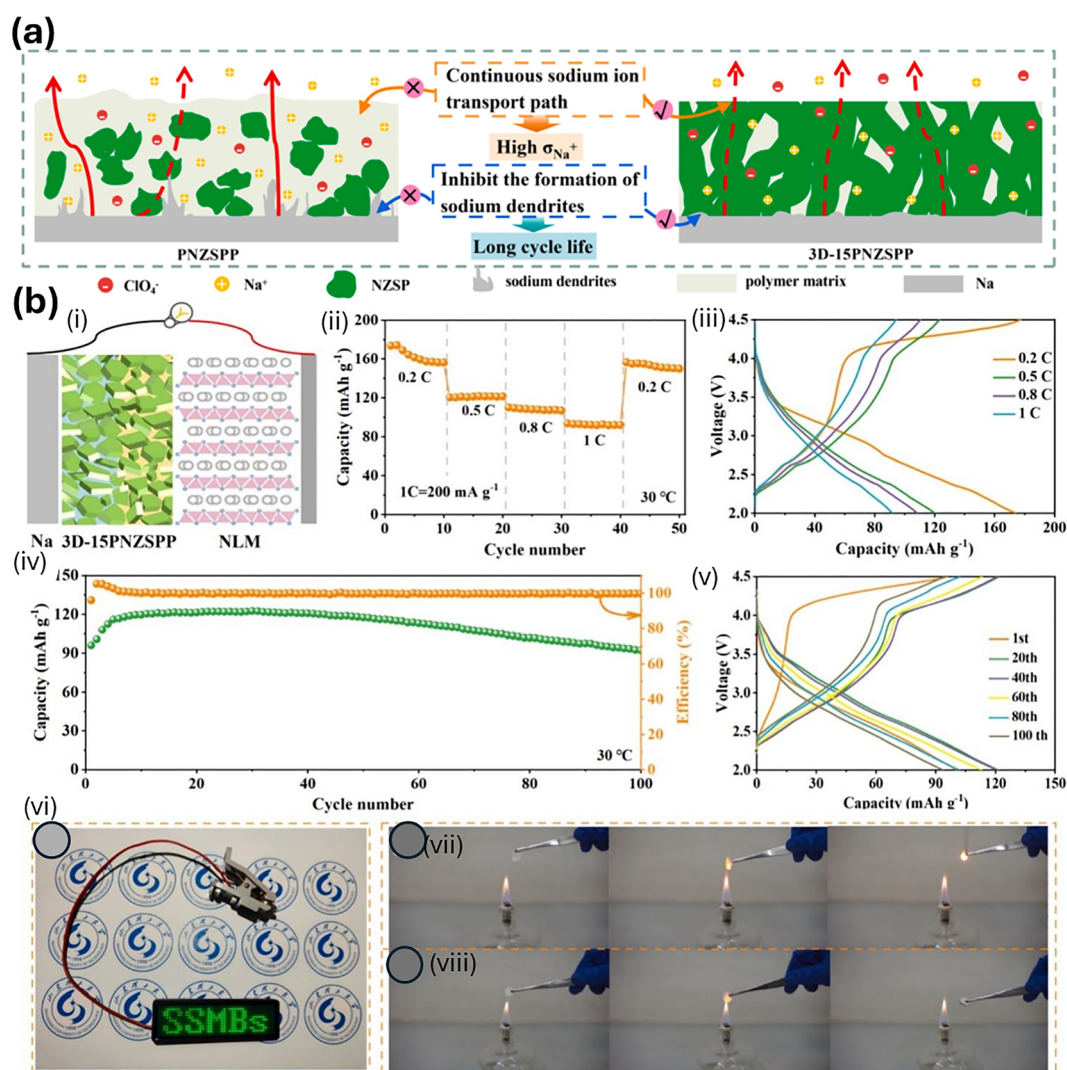 (a)
Continuous sodium ion
transport path
High σNa⁺
Inhibit the formation of
sodium dendrites
Long cycle life
PNZSPP
3D-15PNZSPP
ClO₄⁻
Na⁺
NZSP
sodium dendrites
polymer matrix
Na
(b)
(i)
Na 3D-15PNZSPP NLM
(ii)
Capacity (mAh g⁻¹)
200
160
120
80
40
0
0.2 C
0.5 C
0.8 C
1 C
0.2 C
1C=200 mA g⁻¹
30 °C
0 10 20 30 40 50
Cycle number
(iii)
Voltage (V)
4.5
4.0
3.5
3.0
2.5
2.0
0.2 C
0.5 C
0.8 C
1 C
0 40 80 120 160 200
Capacity (mAh g⁻¹)
(iv)
Capacity (mAh g⁻¹)
150
120
90
60
30
0
100
80
60
40
20
0
Efficiency (%)
30 °C
0 20 40 60 80 100
Cycle number
(v)
Voltage (V)
4.5
4.0
3.5
3.0
2.5
2.0
1st
20th
40th
60th
80th
100 th
0 30 60 90 120 150
Capacity (mAh g⁻¹)
(vi)
SSMBs
(vii)
(viii)